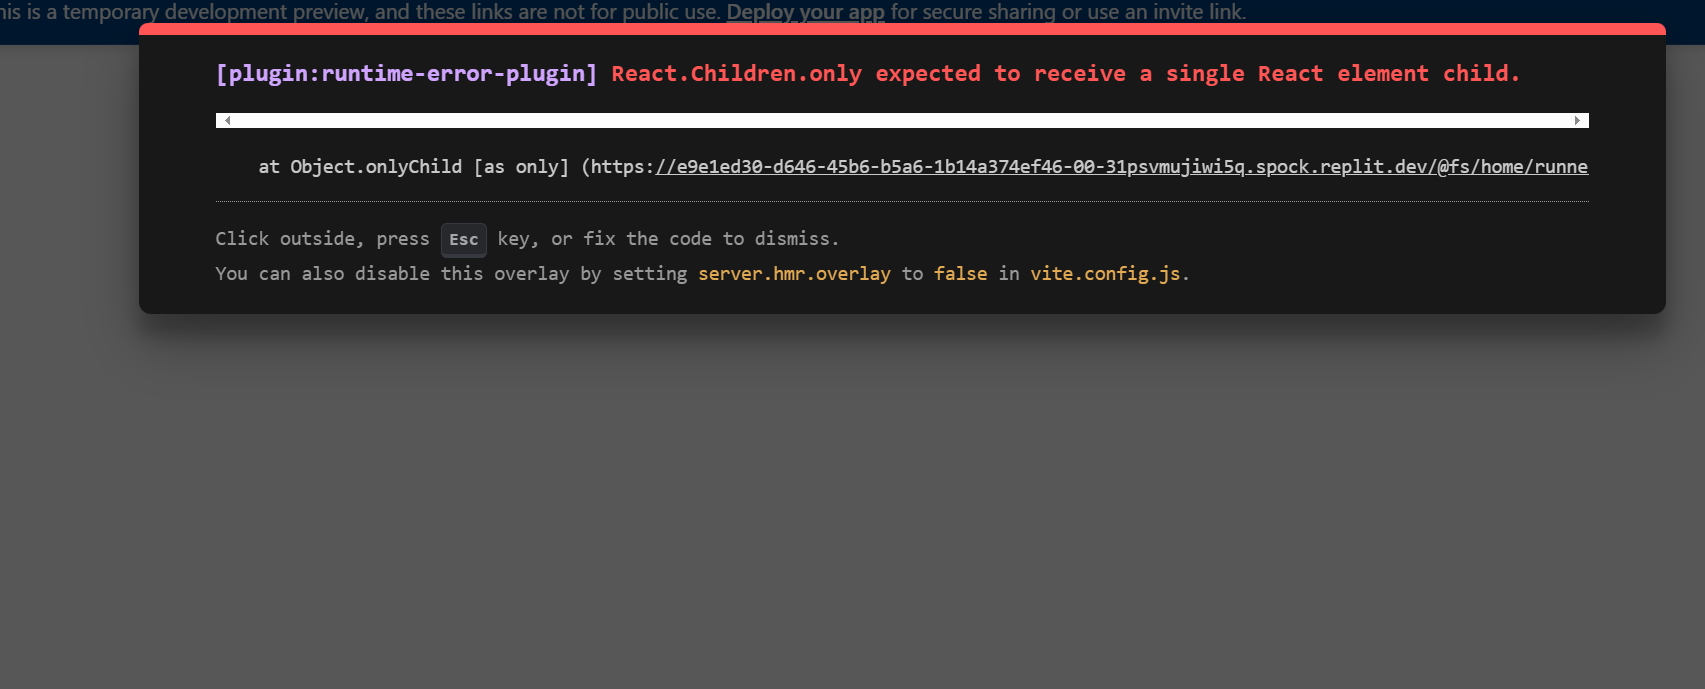 is is a temporary development preview, and these links are not for public use. Deploy your app for secure sharing or use an invite link.
[plugin:runtime-error-plugin] React.Children.only expected to receive a single React element child.
at Object.onlyChild [as only] (https://e9e1ed30-d646-45b6-b5a6-1b14a374ef46-00-31psvmujiwi5q.spock.replit.dev/@fs/home/runne
Click outside, press Esc key, or fix the code to dismiss.
You can also disable this overlay by setting server.hmr.overlay to false in vite.config.js.